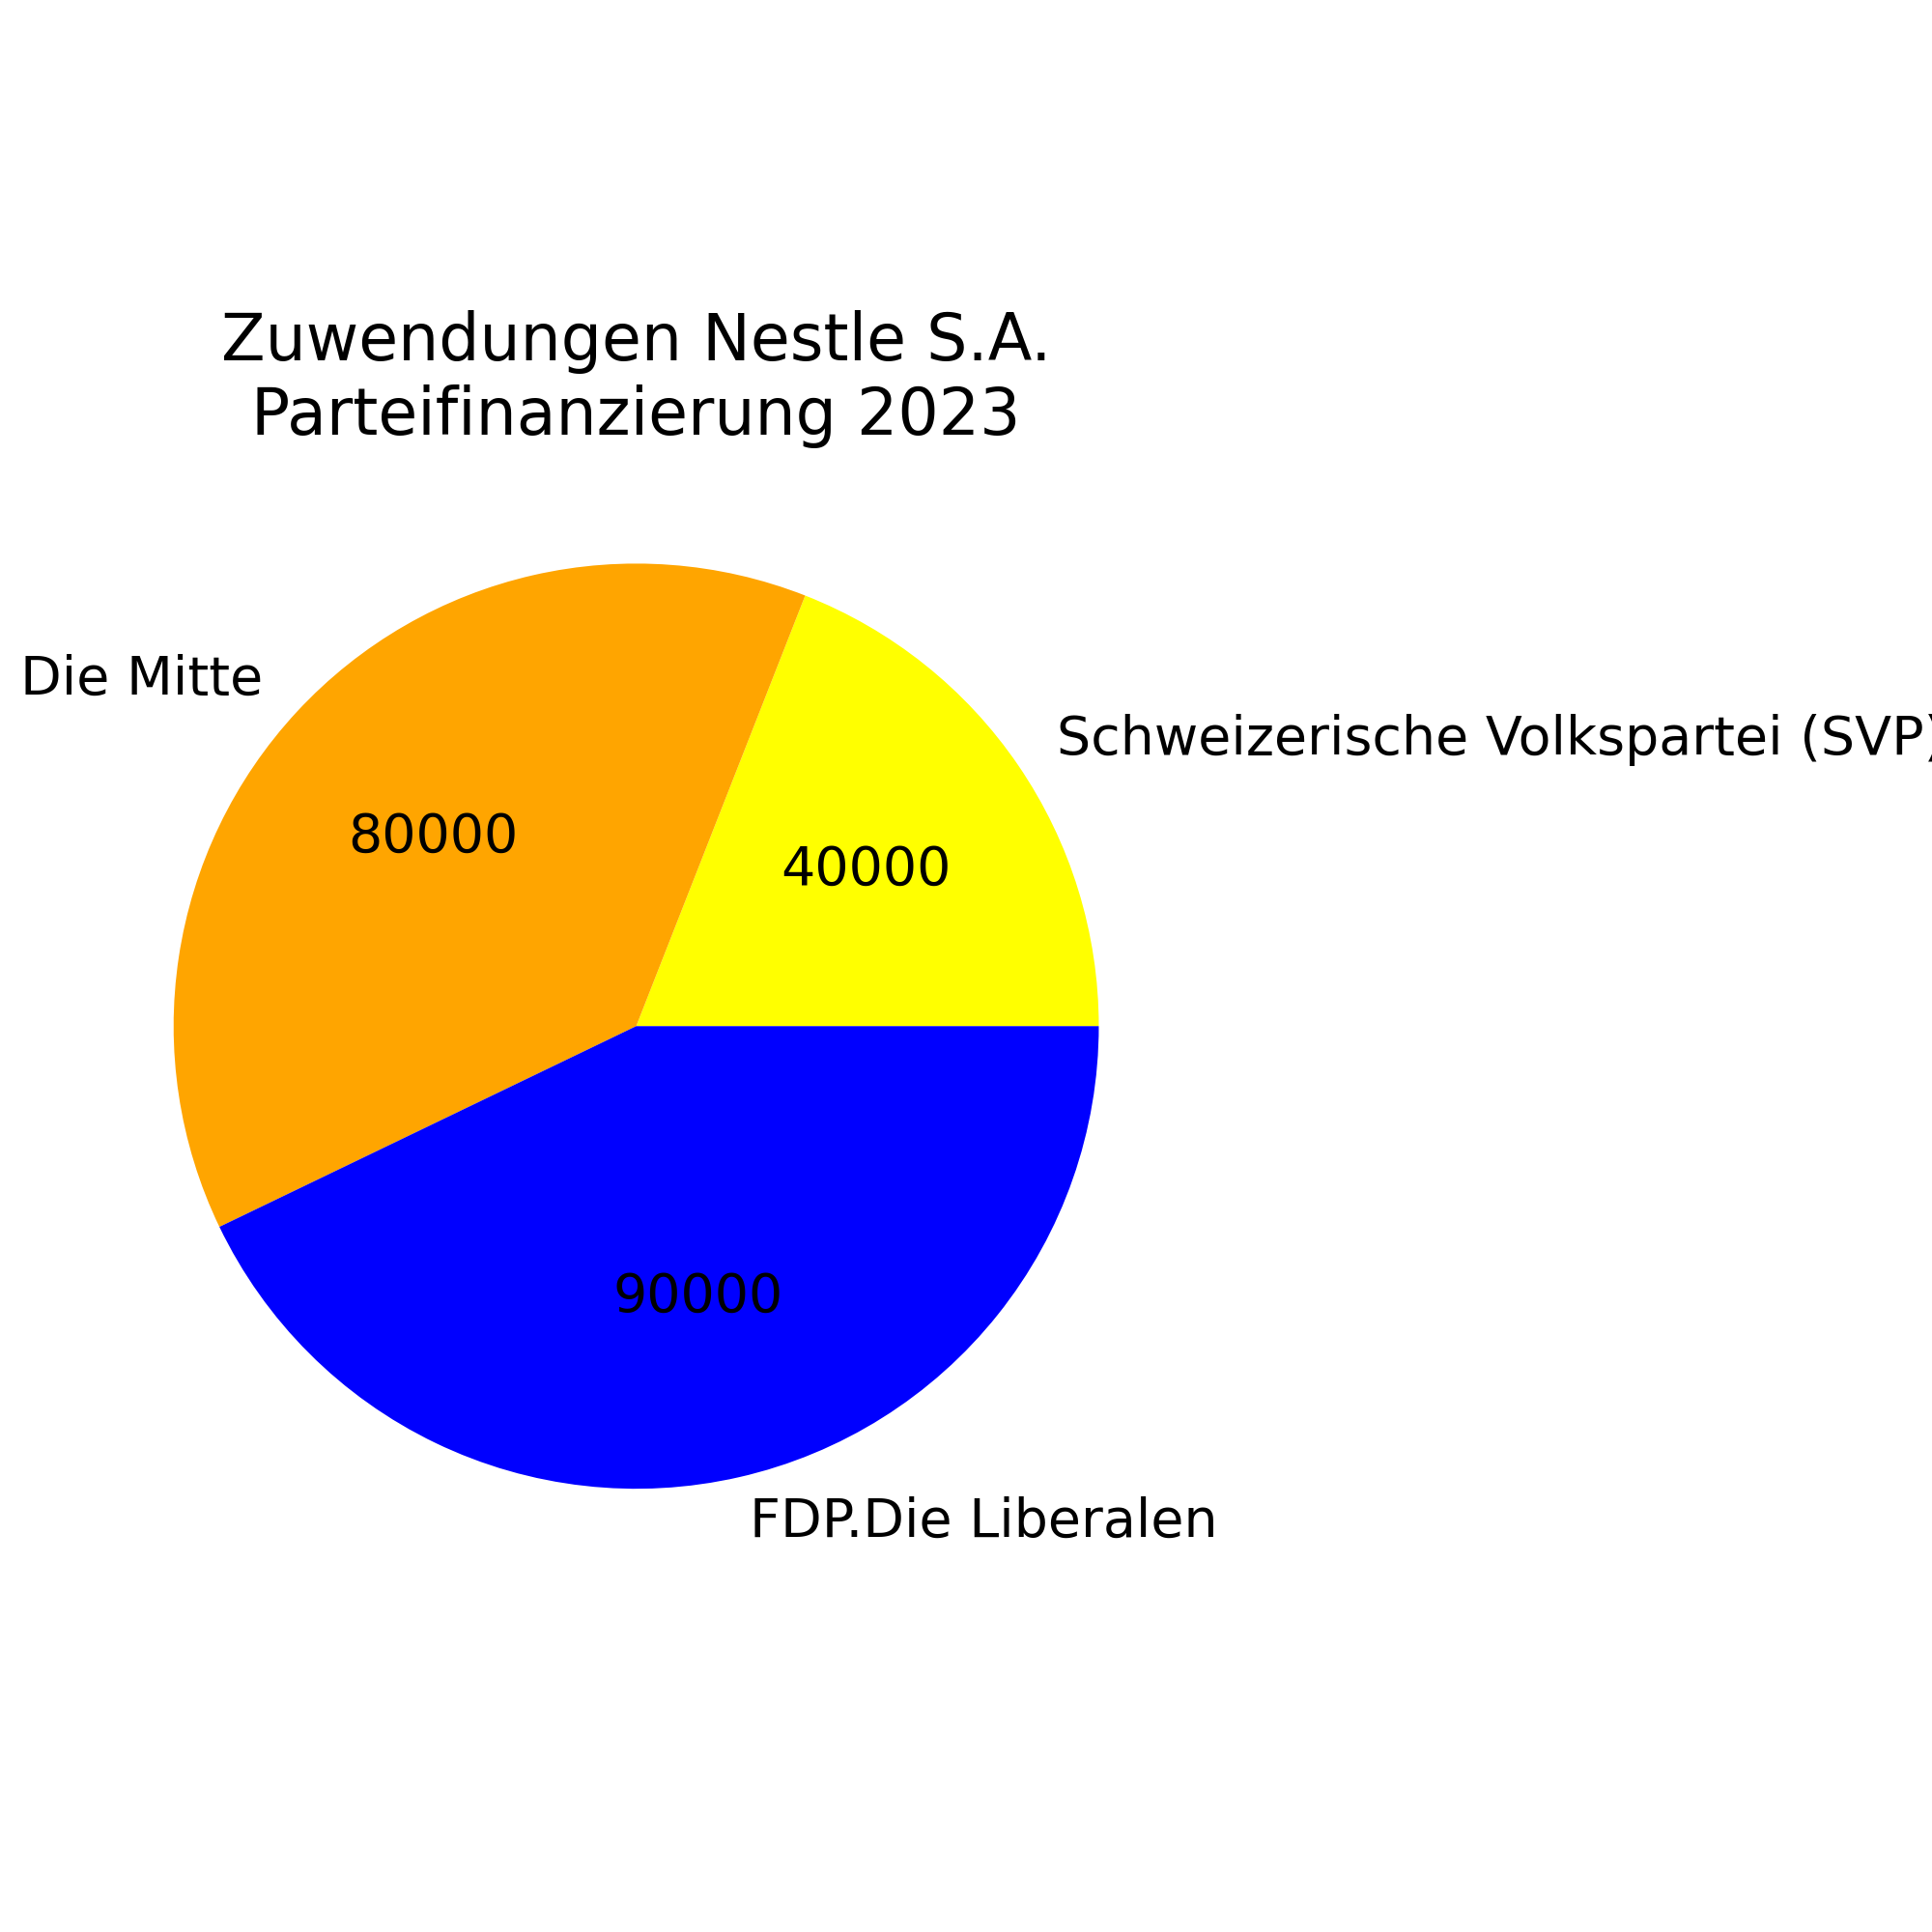 Zuwendungen Nestle S.A.
Parteifinanzierung 2023
Die Mitte
Schweizerische Volkspartei (SVP)
80000
40000
90000
FDP.Die Liberalen